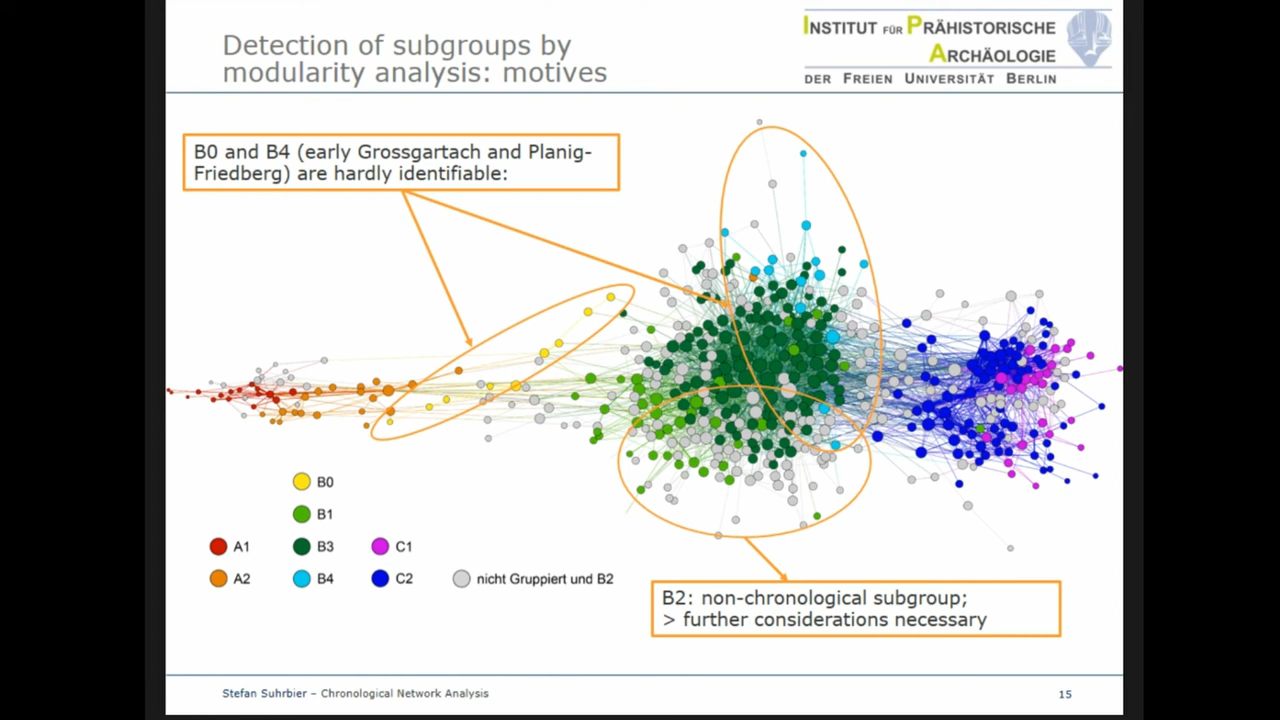 Detection of subgroups by
modularity analysis: motives
INSTITUT FÜR PRÄHISTORISCHE
ARCHÄOLOGIE
DER FREIEN UNIVERSITÄT BERLIN
B0 and B4 (early Grossgartach and Planig-
Friedberg) are hardly identifiable:
B0
B1
A1
B3
C1
A2
B4
C2
nicht Gruppiert und B2
B2: non-chronological subgroup;
> further considerations necessary
Stefan Suhrbier – Chronological Network Analysis
15